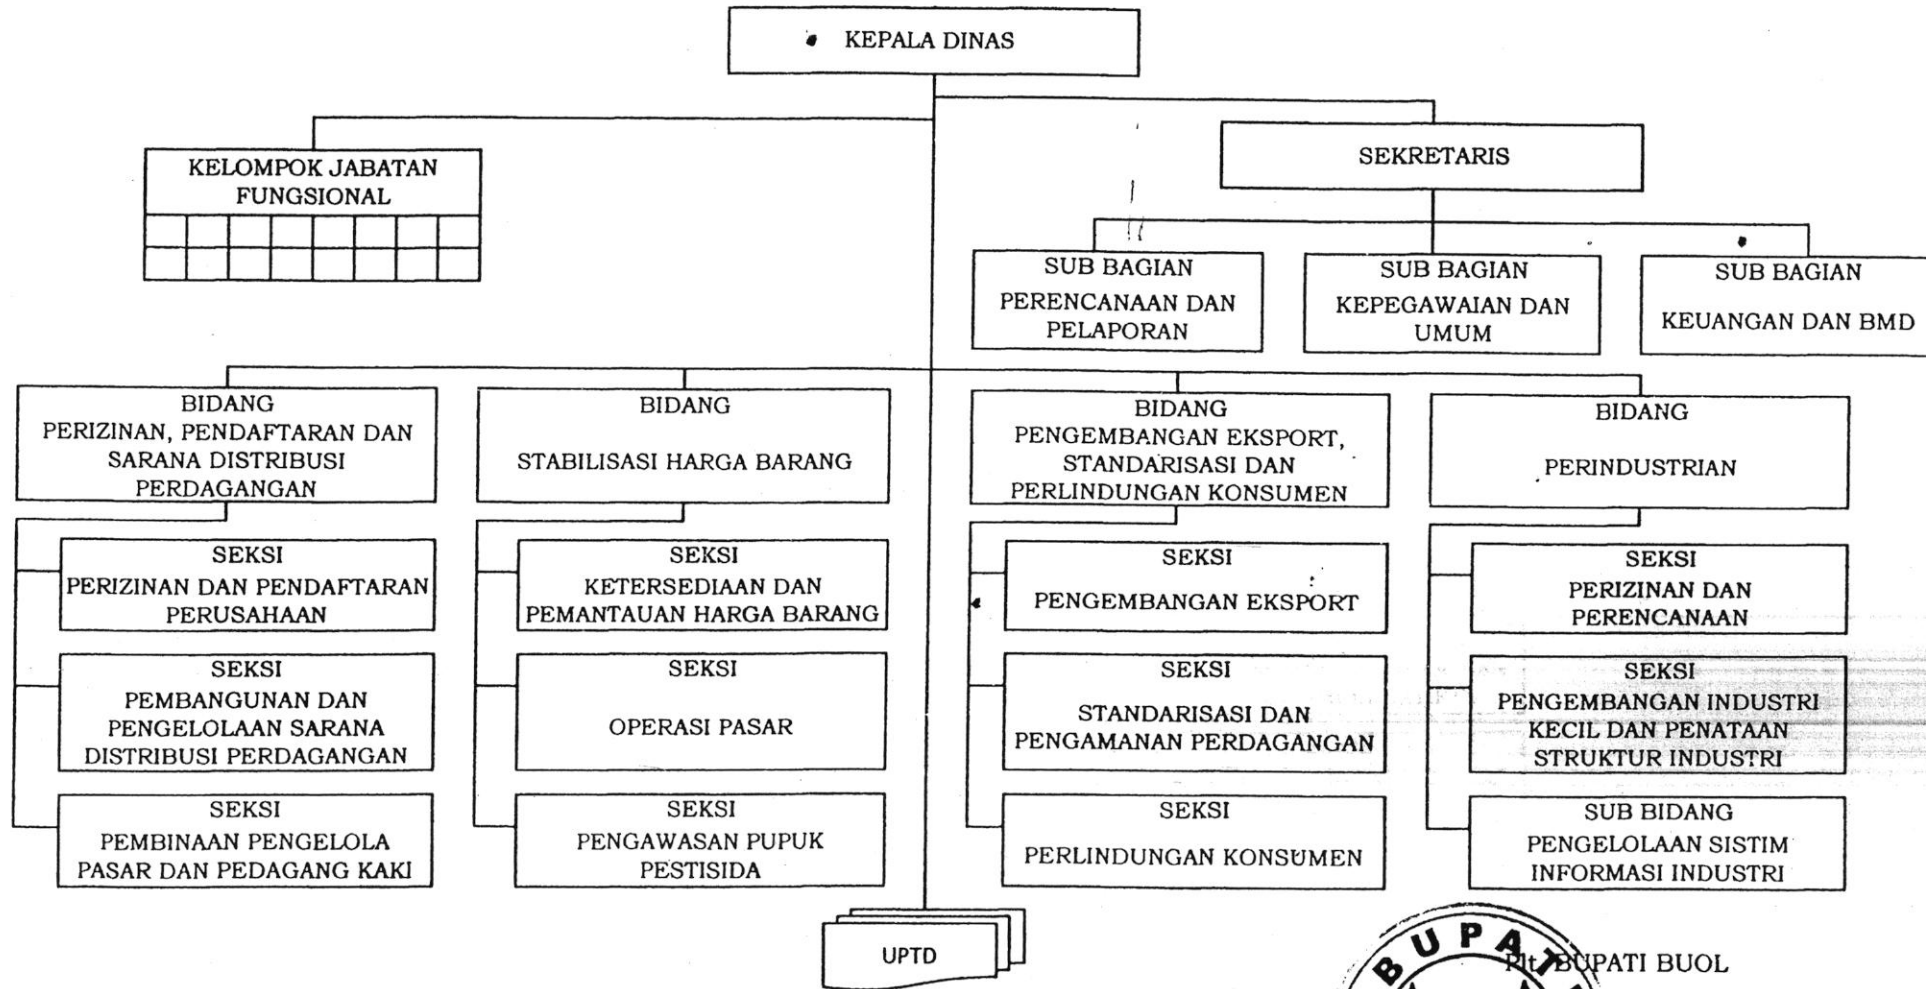 KEPALA DINAS
SEKRETARIS
KELOMPOK JABATAN
FUNGSIONAL
SUB BAGIAN
PERENCANAAN DAN
PELAPORAN
SUB BAGIAN
KEPEGAWAIAN DAN
UMUM
SUB BAGIAN
KEUANGAN DAN BMD
BIDANG
PERIZINAN, PENDAFTARAN DAN
SARANA DISTRIBUSI
PERDAGANGAN
BIDANG
STABILISASI HARGA BARANG
BIDANG
PENGEMBANGAN EKSPORT,
STANDARISASI DAN
PERLINDUNGAN KONSUMEN
BIDANG
PERINDUSTRIAN
SEKSI
PERIZINAN DAN PENDAFTARAN
PERUSAHAAN
SEKSI
KETERSEDIAAN DAN
PEMANTAUAN HARGA BARANG
SEKSI
PENGEMBANGAN EKSPORT
SEKSI
PERIZINAN DAN
PERENCANAAN
SEKSI
PEMBANGUNAN DAN
PENGELOLAAN SARANA
DISTRIBUSI PERDAGANGAN
SEKSI
OPERASI PASAR
SEKSI
STANDARISASI DAN
PENGAMANAN PERDAGANGAN
SEKSI
PENGEMBANGAN INDUSTRI
KECIL DAN PENATAAN
STRUKTUR INDUSTRI
SEKSI
PEMBINAAN PENGELOLA
PASAR DAN PEDAGANG KAKI
SEKSI
PENGAWASAN PUPUK
PESTISIDA
SEKSI
PERLINDUNGAN KONSUMEN
SUB BIDANG
PENGELOLAAN SISTIM
INFORMASI INDUSTRI
UPTD
BUPATI
Plt. BUPATI BUOL